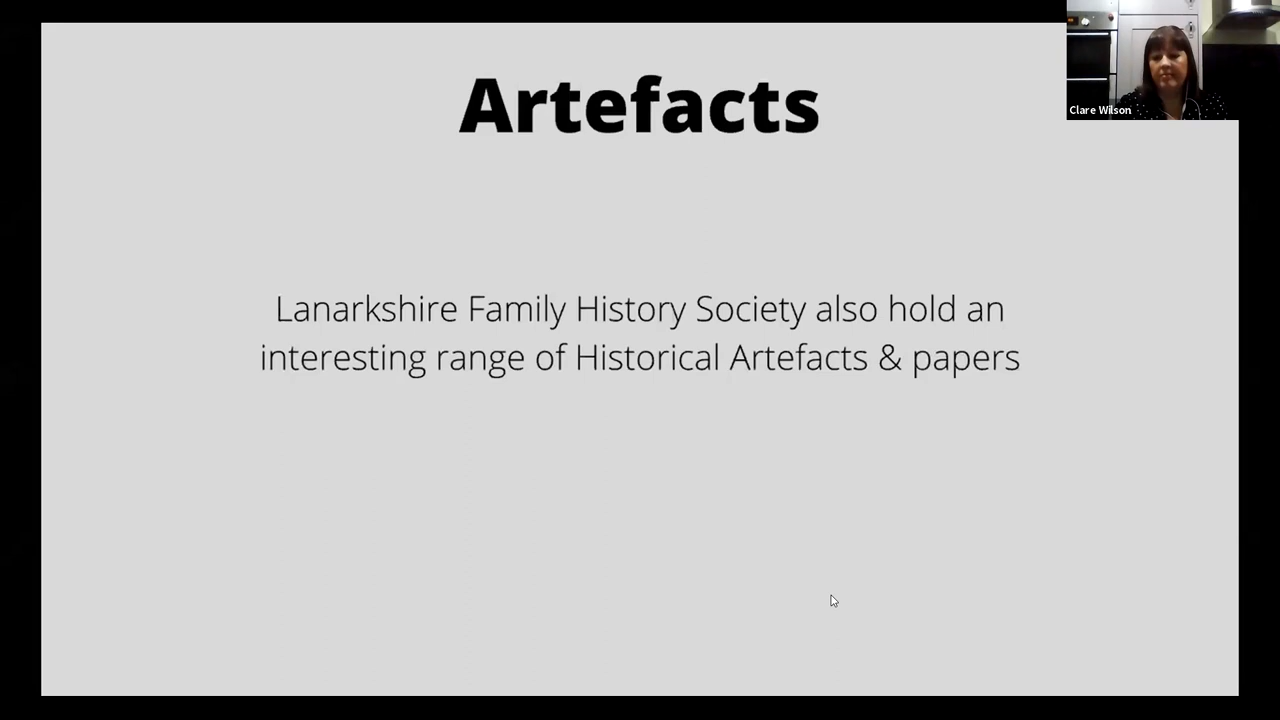 Artefacts
Clare Wilson
Lanarkshire Family History Society also hold an
interesting range of Historical Artefacts & papers